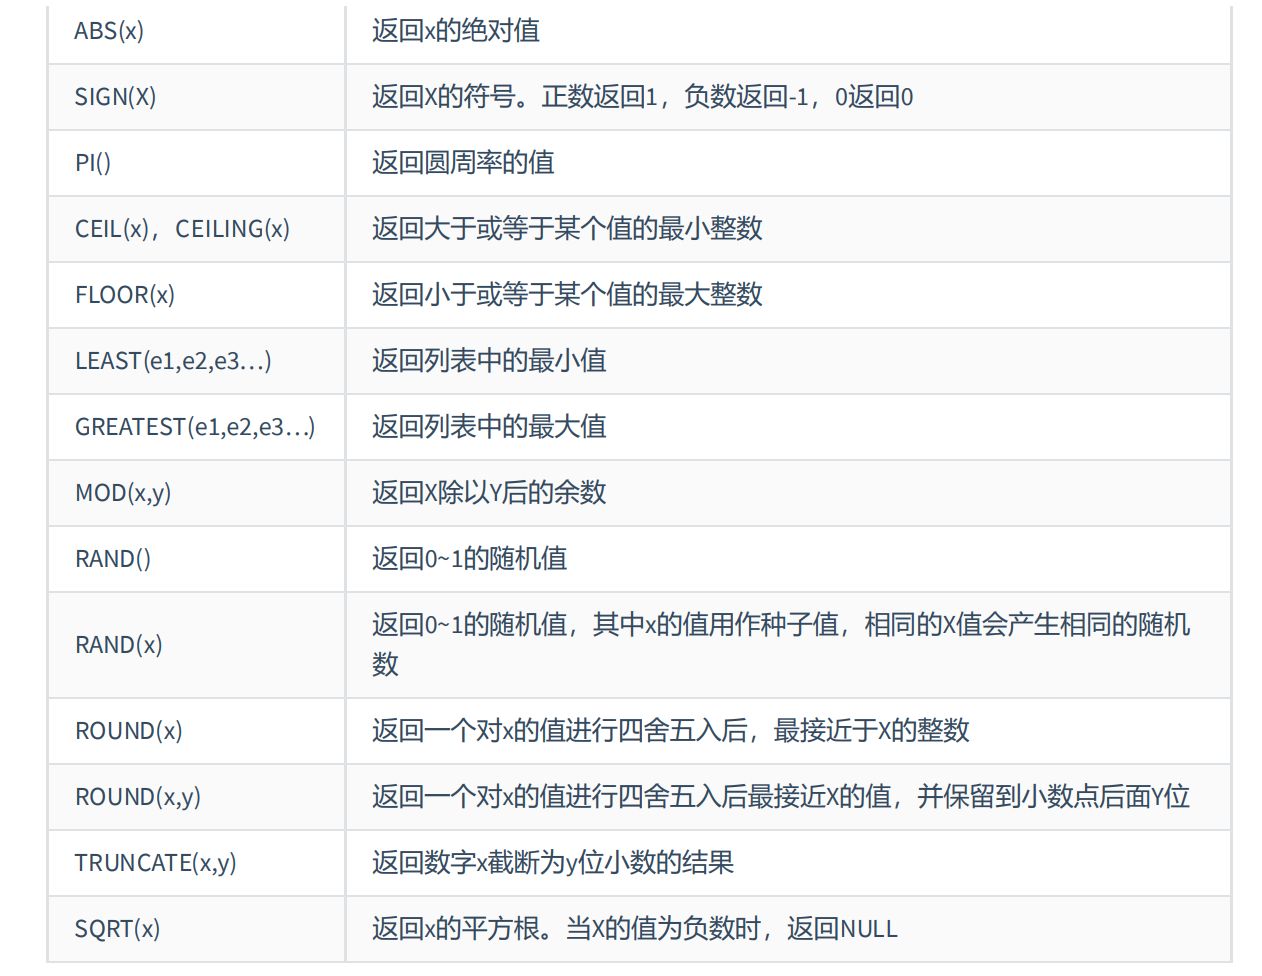 ABS(x) 返回x的绝对值
SIGN(X) 返回X的符号。正数返回1，负数返回-1，0返回0
PI() 返回圆周率的值
CEIL(x)，CEILING(x) 返回大于或等于某个值的最小整数
FLOOR(x) 返回小于或等于某个值的最大整数
LEAST(e1,e2,e3…) 返回列表中的最小值
GREATEST(e1,e2,e3…) 返回列表中的最大值
MOD(x,y) 返回X除以Y后的余数
RAND() 返回0~1的随机值
RAND(x) 返回0~1的随机值，其中x的值用作种子值，相同的X值会产生相同的随机
数
ROUND(x) 返回一个对x的值进行四舍五入后，最接近于X的整数
ROUND(x,y) 返回一个对x的值进行四舍五入后最接近X的值，并保留到小数点后面Y位
TRUNCATE(x,y) 返回数字x截断为y位小数的结果
SQRT(x) 返回x的平方根。当X的值为负数时，返回NULL